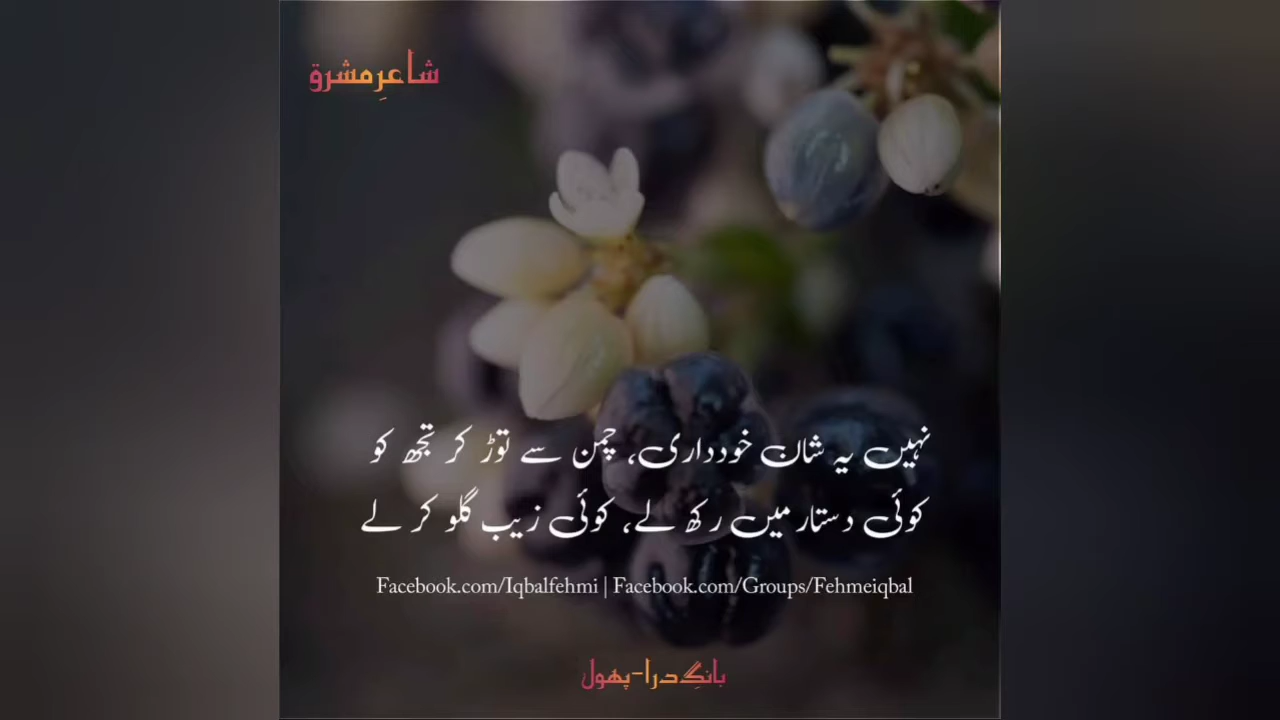 شاعرِ مشرق
نہیں یہ شان خودداری، چمن سے توڑ کر تجھ کو
کوئی دستار میں رکھ لے، کوئی زیب گلو کر لے
Facebook.com/Iqbalfehmi | Facebook.com/Groups/Fehmeiqbal
بانگِ درا-پھول